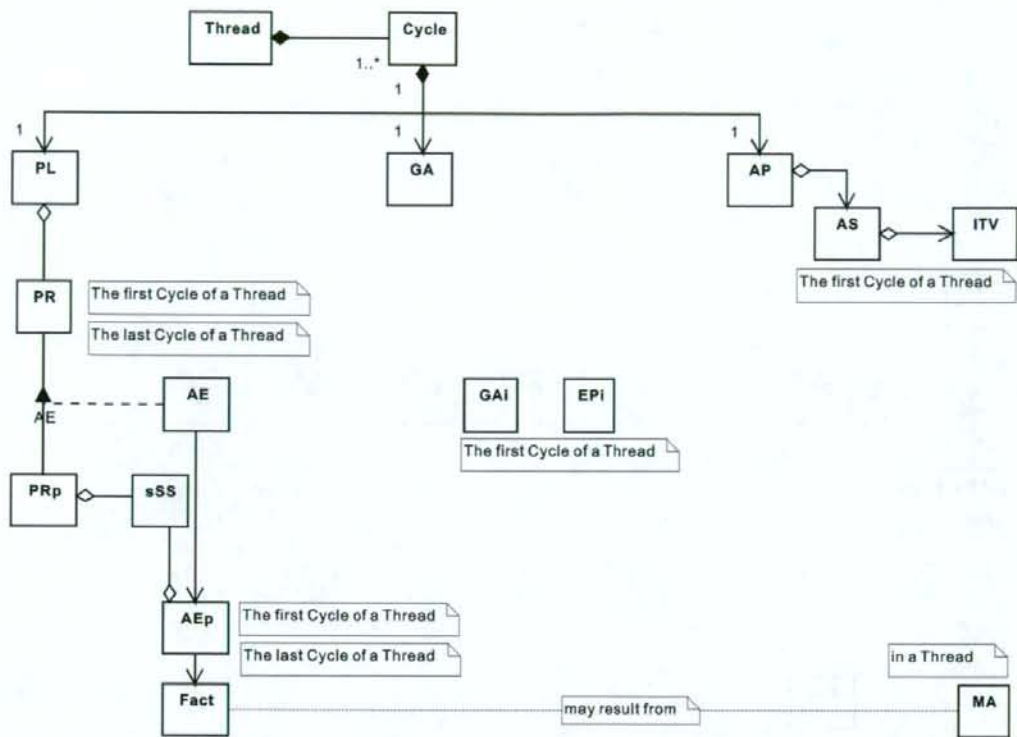 Thread
Cycle
1..*
1
1
1
1
PL
GA
AP
AS
ITV
The first Cycle of a Thread
PR
The first Cycle of a Thread
The last Cycle of a Thread
AE
AE
GAi
EPi
The first Cycle of a Thread
PRp
sSS
AEp
The first Cycle of a Thread
The last Cycle of a Thread
in a Thread
Fact
may result from
MA